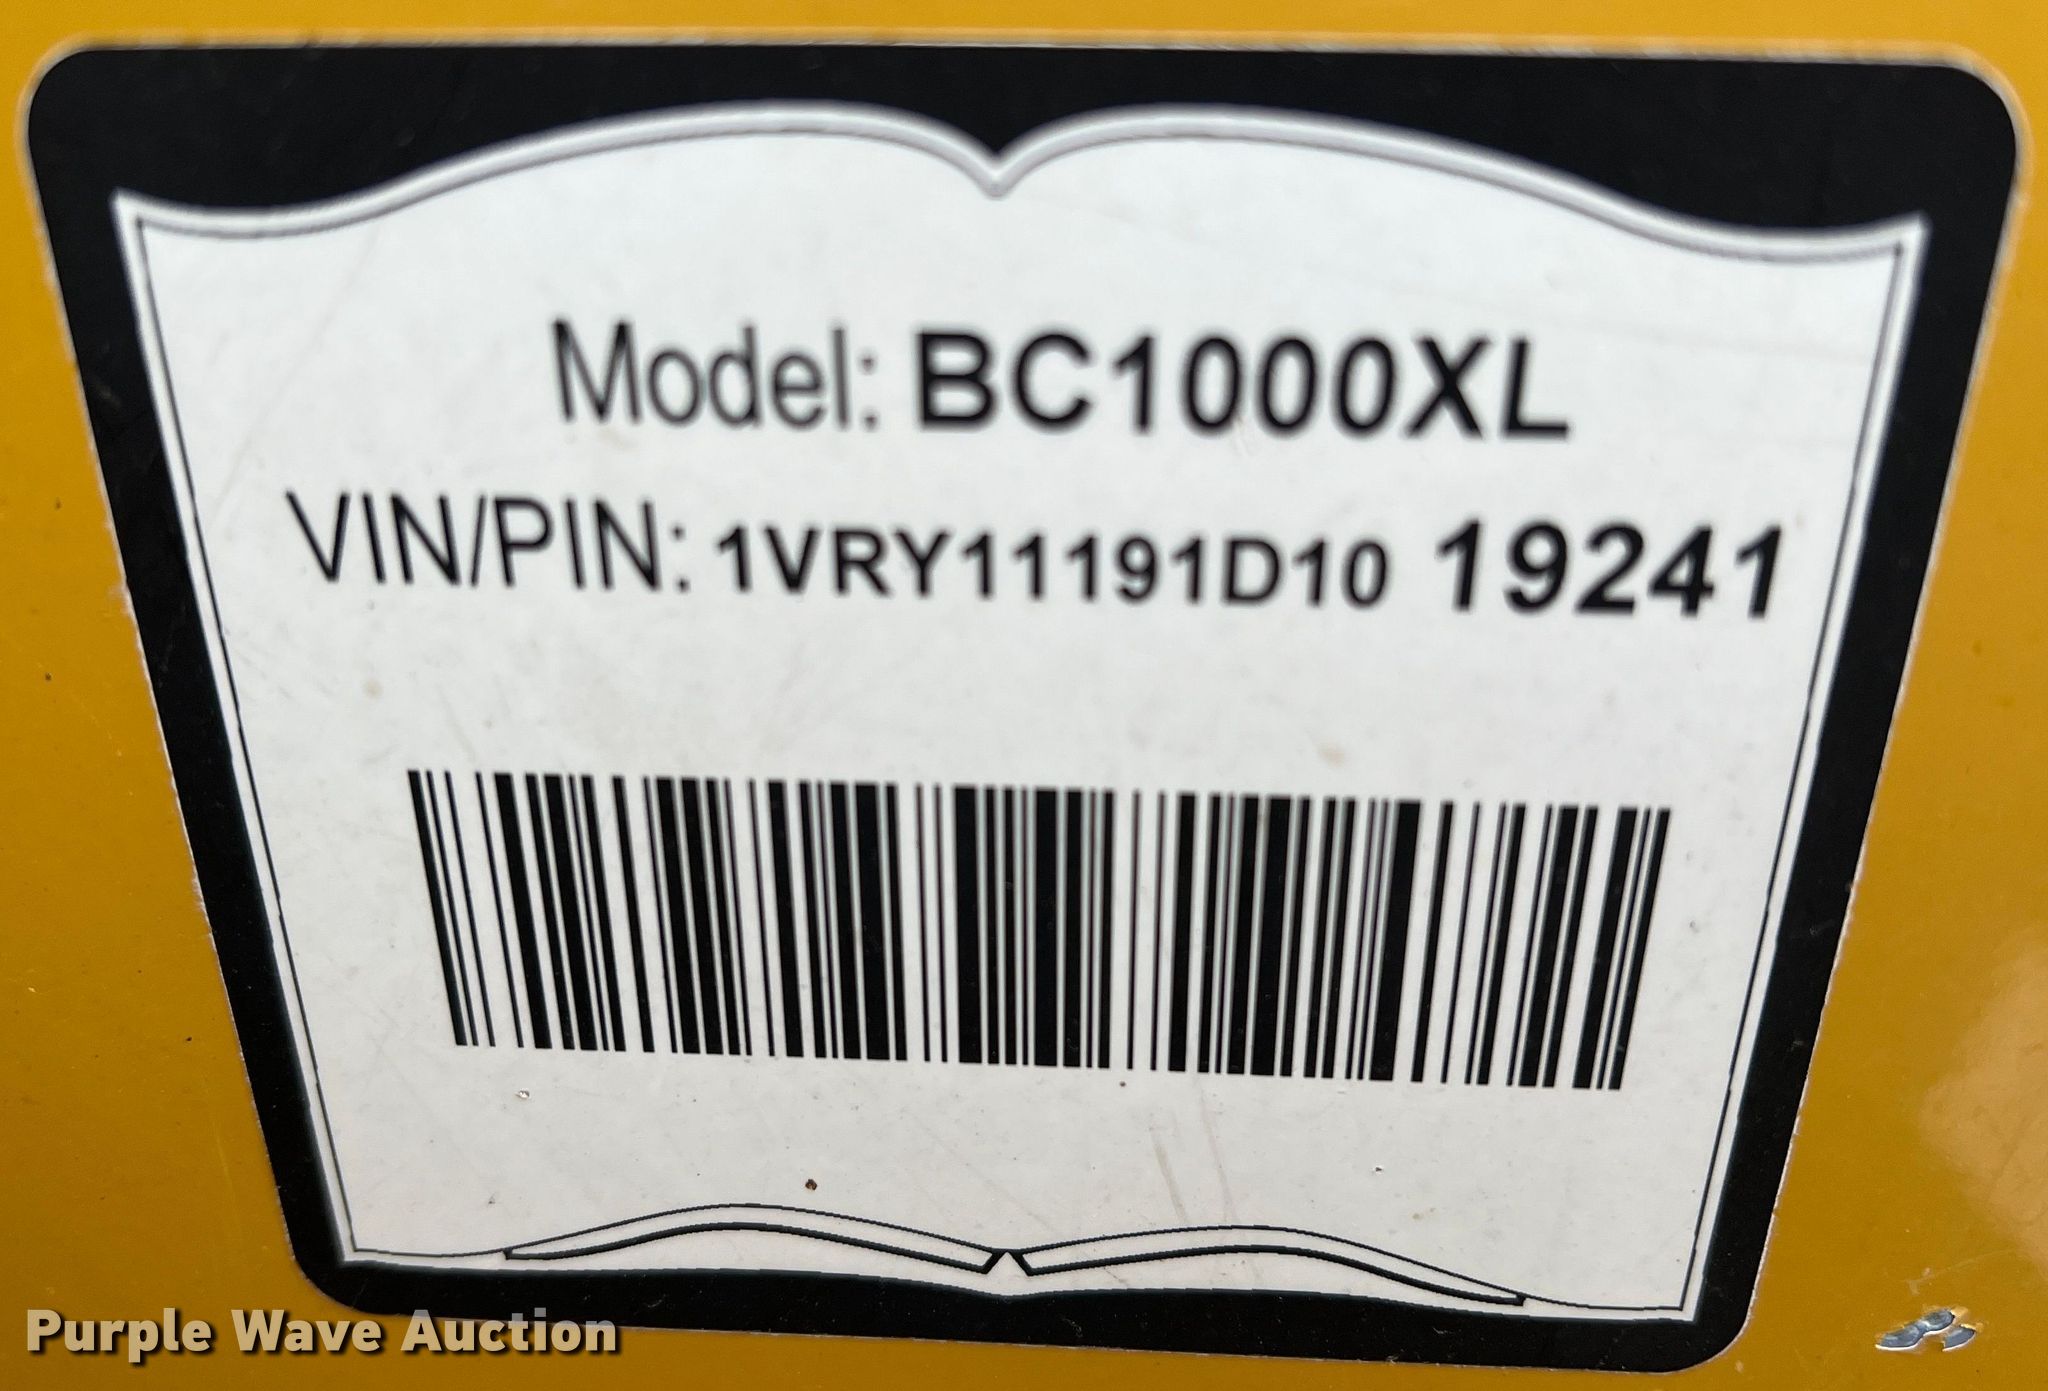 Model: BC1000XL
VIN/PIN: 1VRY11191D10 19241
Purple Wave Auction